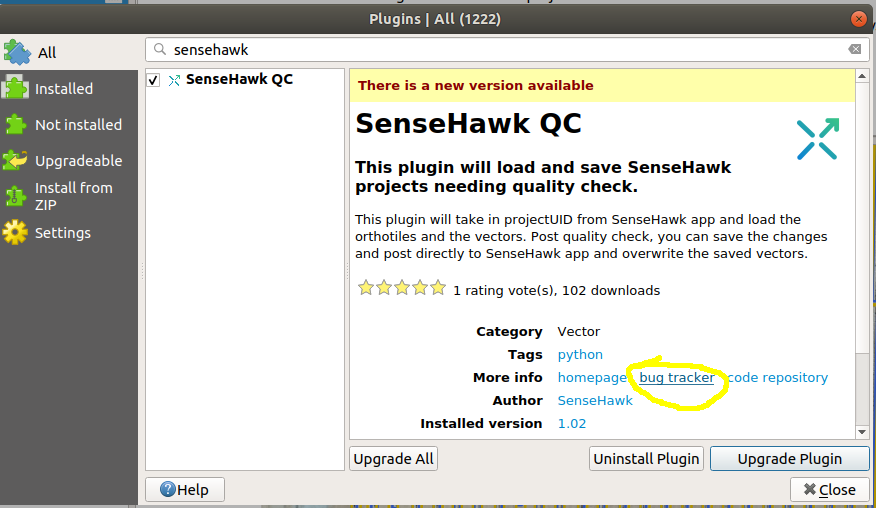 Plugins | All (1222)
All
Installed
Not installed
Upgradeable
Install from
ZIP
Settings
sensehawk
SenseHawk QC
There is a new version available
SenseHawk QC
This plugin will load and save SenseHawk
projects needing quality check.
This plugin will take in projectUID from SenseHawk app and load the
orthotiles and the vectors. Post quality check, you can save the changes
and post directly to SenseHawk app and overwrite the saved vectors.
1 rating vote(s), 102 downloads
Category Vector
Tags python
More info homepage bug tracker code repository
Author SenseHawk
Installed version 1.02
Upgrade All Uninstall Plugin Upgrade Plugin
Help Close